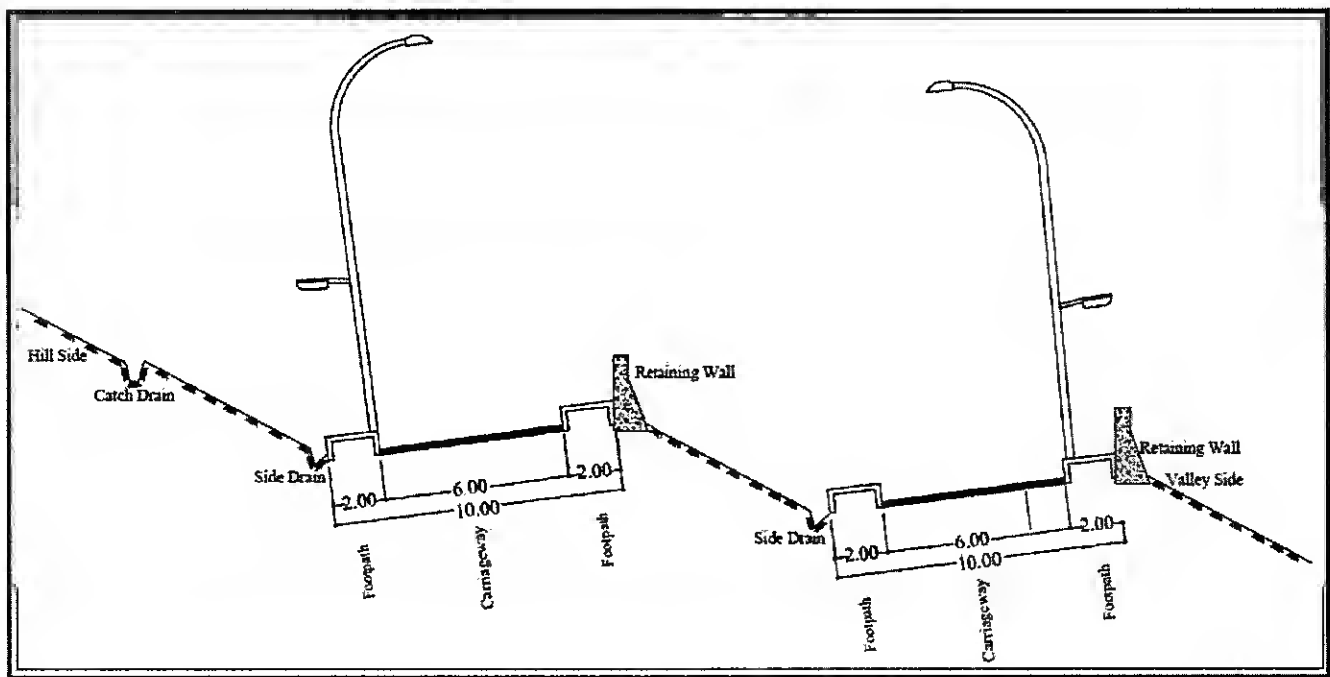 Hill Side
Catch Drain
Side Drain
Retaining Wall
2.00
6.00
2.00
10.00
Footpath
Carriageway
Footpath
Retaining Wall
Valley Side
Side Drain
2.00
6.00
2.00
10.00
Footpath
Carriageway
Footpath